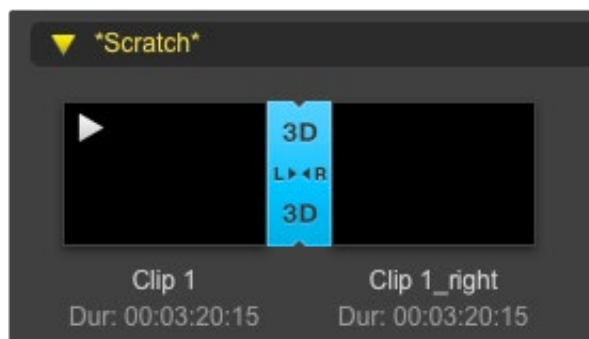 *Scratch*
3D
L R
3D
Clip 1 Clip 1_right
Dur: 00:03:20:15 Dur: 00:03:20:15